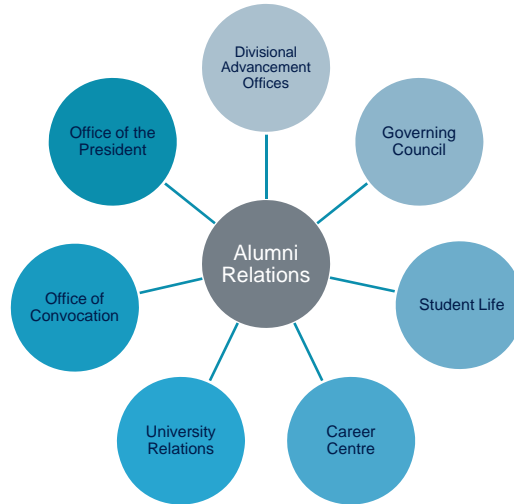 Divisional
Advancement
Offices
Governing
Council
Student Life
Career
Centre
University
Relations
Office of
Convocation
Office of the
President
Alumni
Relations